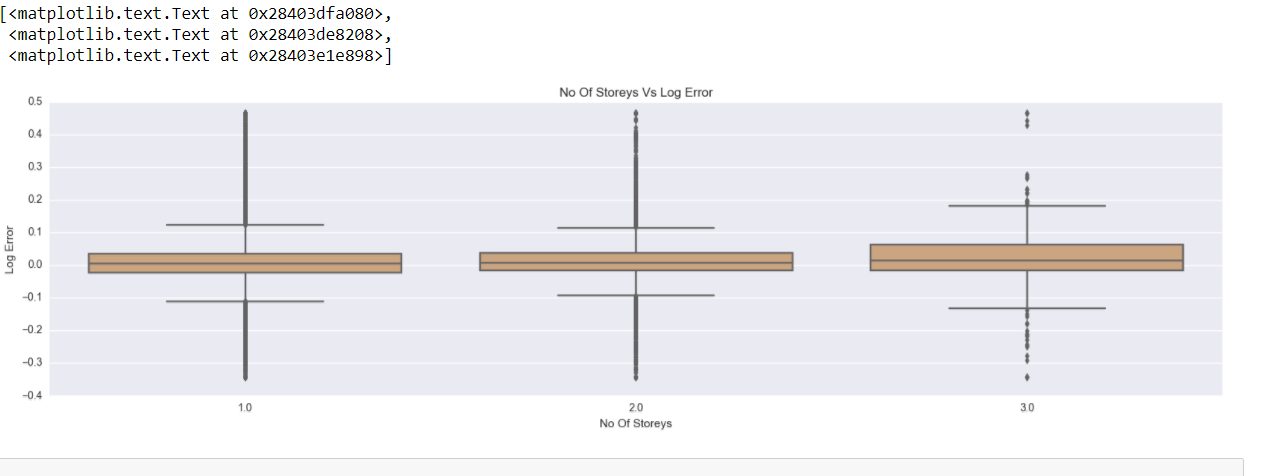 [<matplotlib.text.Text at 0x28403dfa080>,
 <matplotlib.text.Text at 0x28403de8208>,
 <matplotlib.text.Text at 0x28403e1e898>]
No Of Storeys Vs Log Error
0.5
0.4
0.3
0.2
0.1
0.0
−0.1
−0.2
−0.3
−0.4
Log Error
1.0 2.0 3.0
No Of Storeys